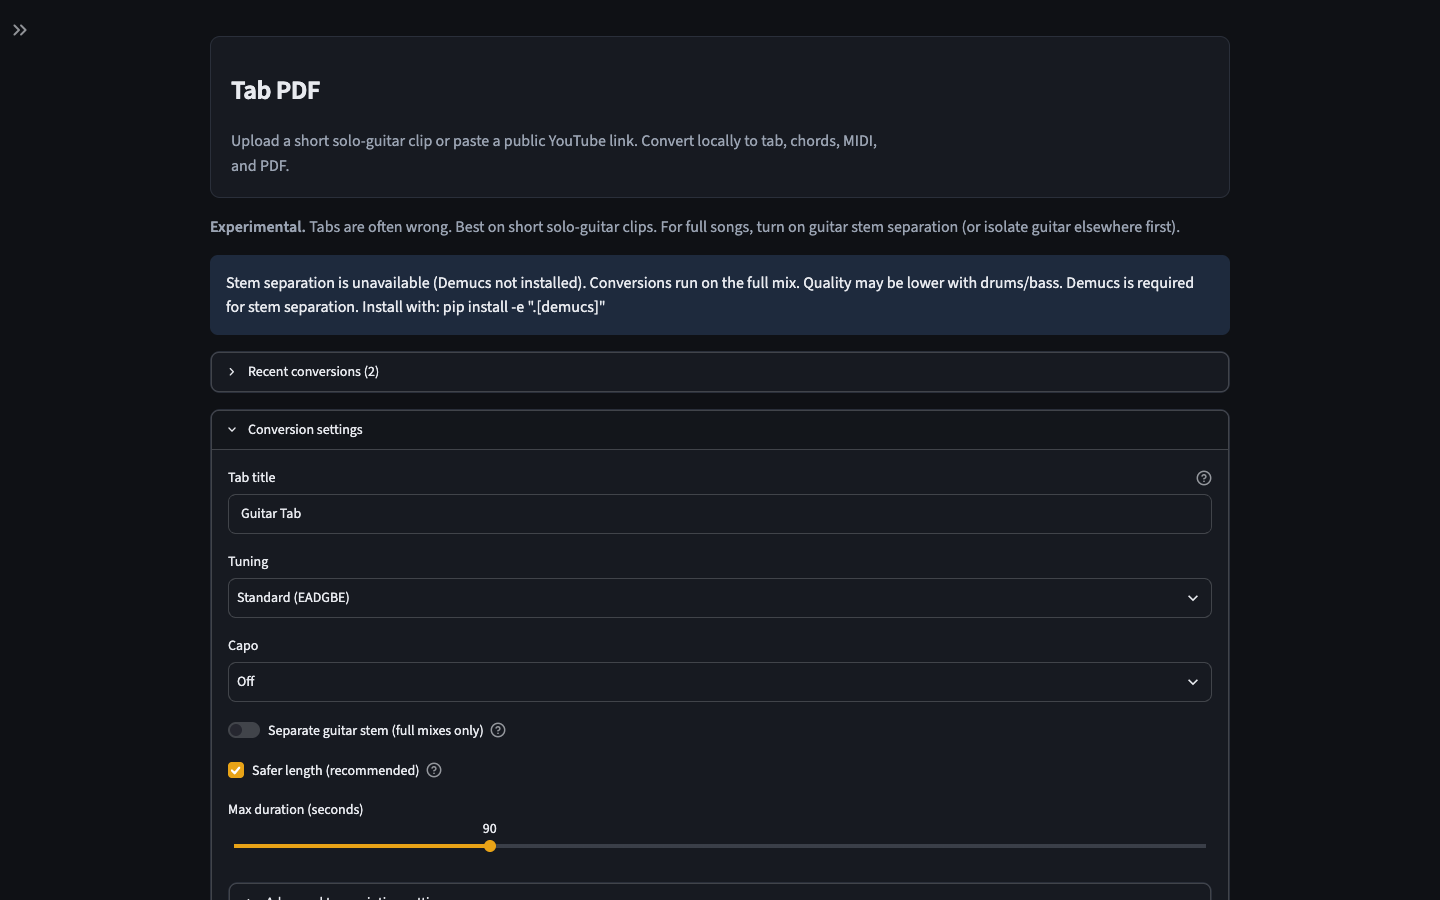 Tab PDF
Upload a short solo-guitar clip or paste a public YouTube link. Convert locally to tab, chords, MIDI,
and PDF.
Experimental. Tabs are often wrong. Best on short solo-guitar clips. For full songs, turn on guitar stem separation (or isolate guitar elsewhere first).
Stem separation is unavailable (Demucs not installed). Conversions run on the full mix. Quality may be lower with drums/bass. Demucs is required
for stem separation. Install with: pip install -e ".[demucs]"
Recent conversions (2)
Conversion settings
Tab title
Guitar Tab
Tuning
Standard (EADGBE)
Capo
Off
Separate guitar stem (full mixes only)
Safer length (recommended)
Max duration (seconds)
90